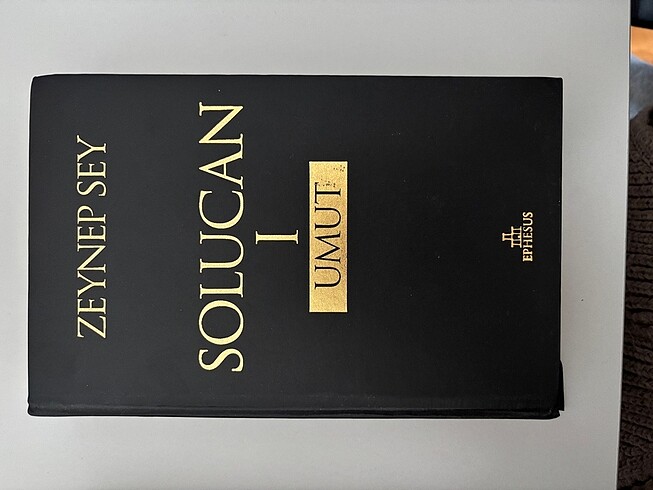 ZEYNEP SEY
SOLUCAN
I
UMUT
EPHESUS